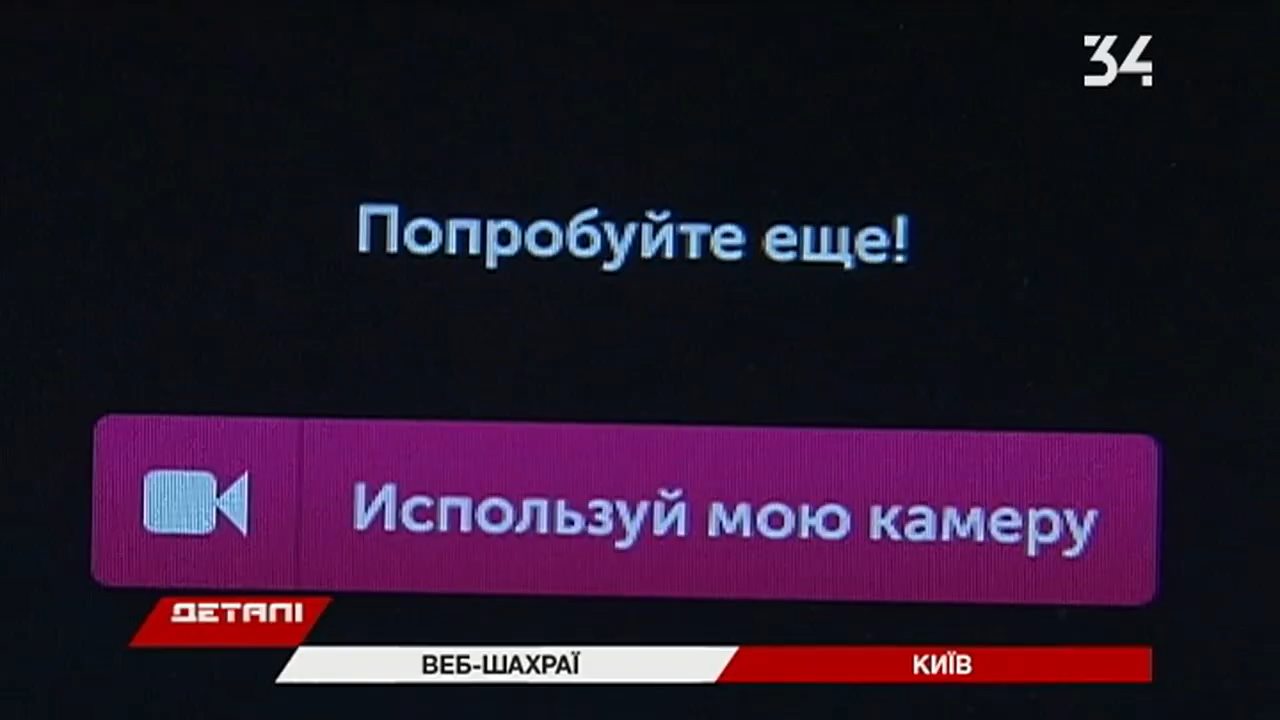 34
Попробуйте еще!
Используй мою камеру
ДЕТАЛІ
ВЕБ-ШАХРАЇ
КИЇВ